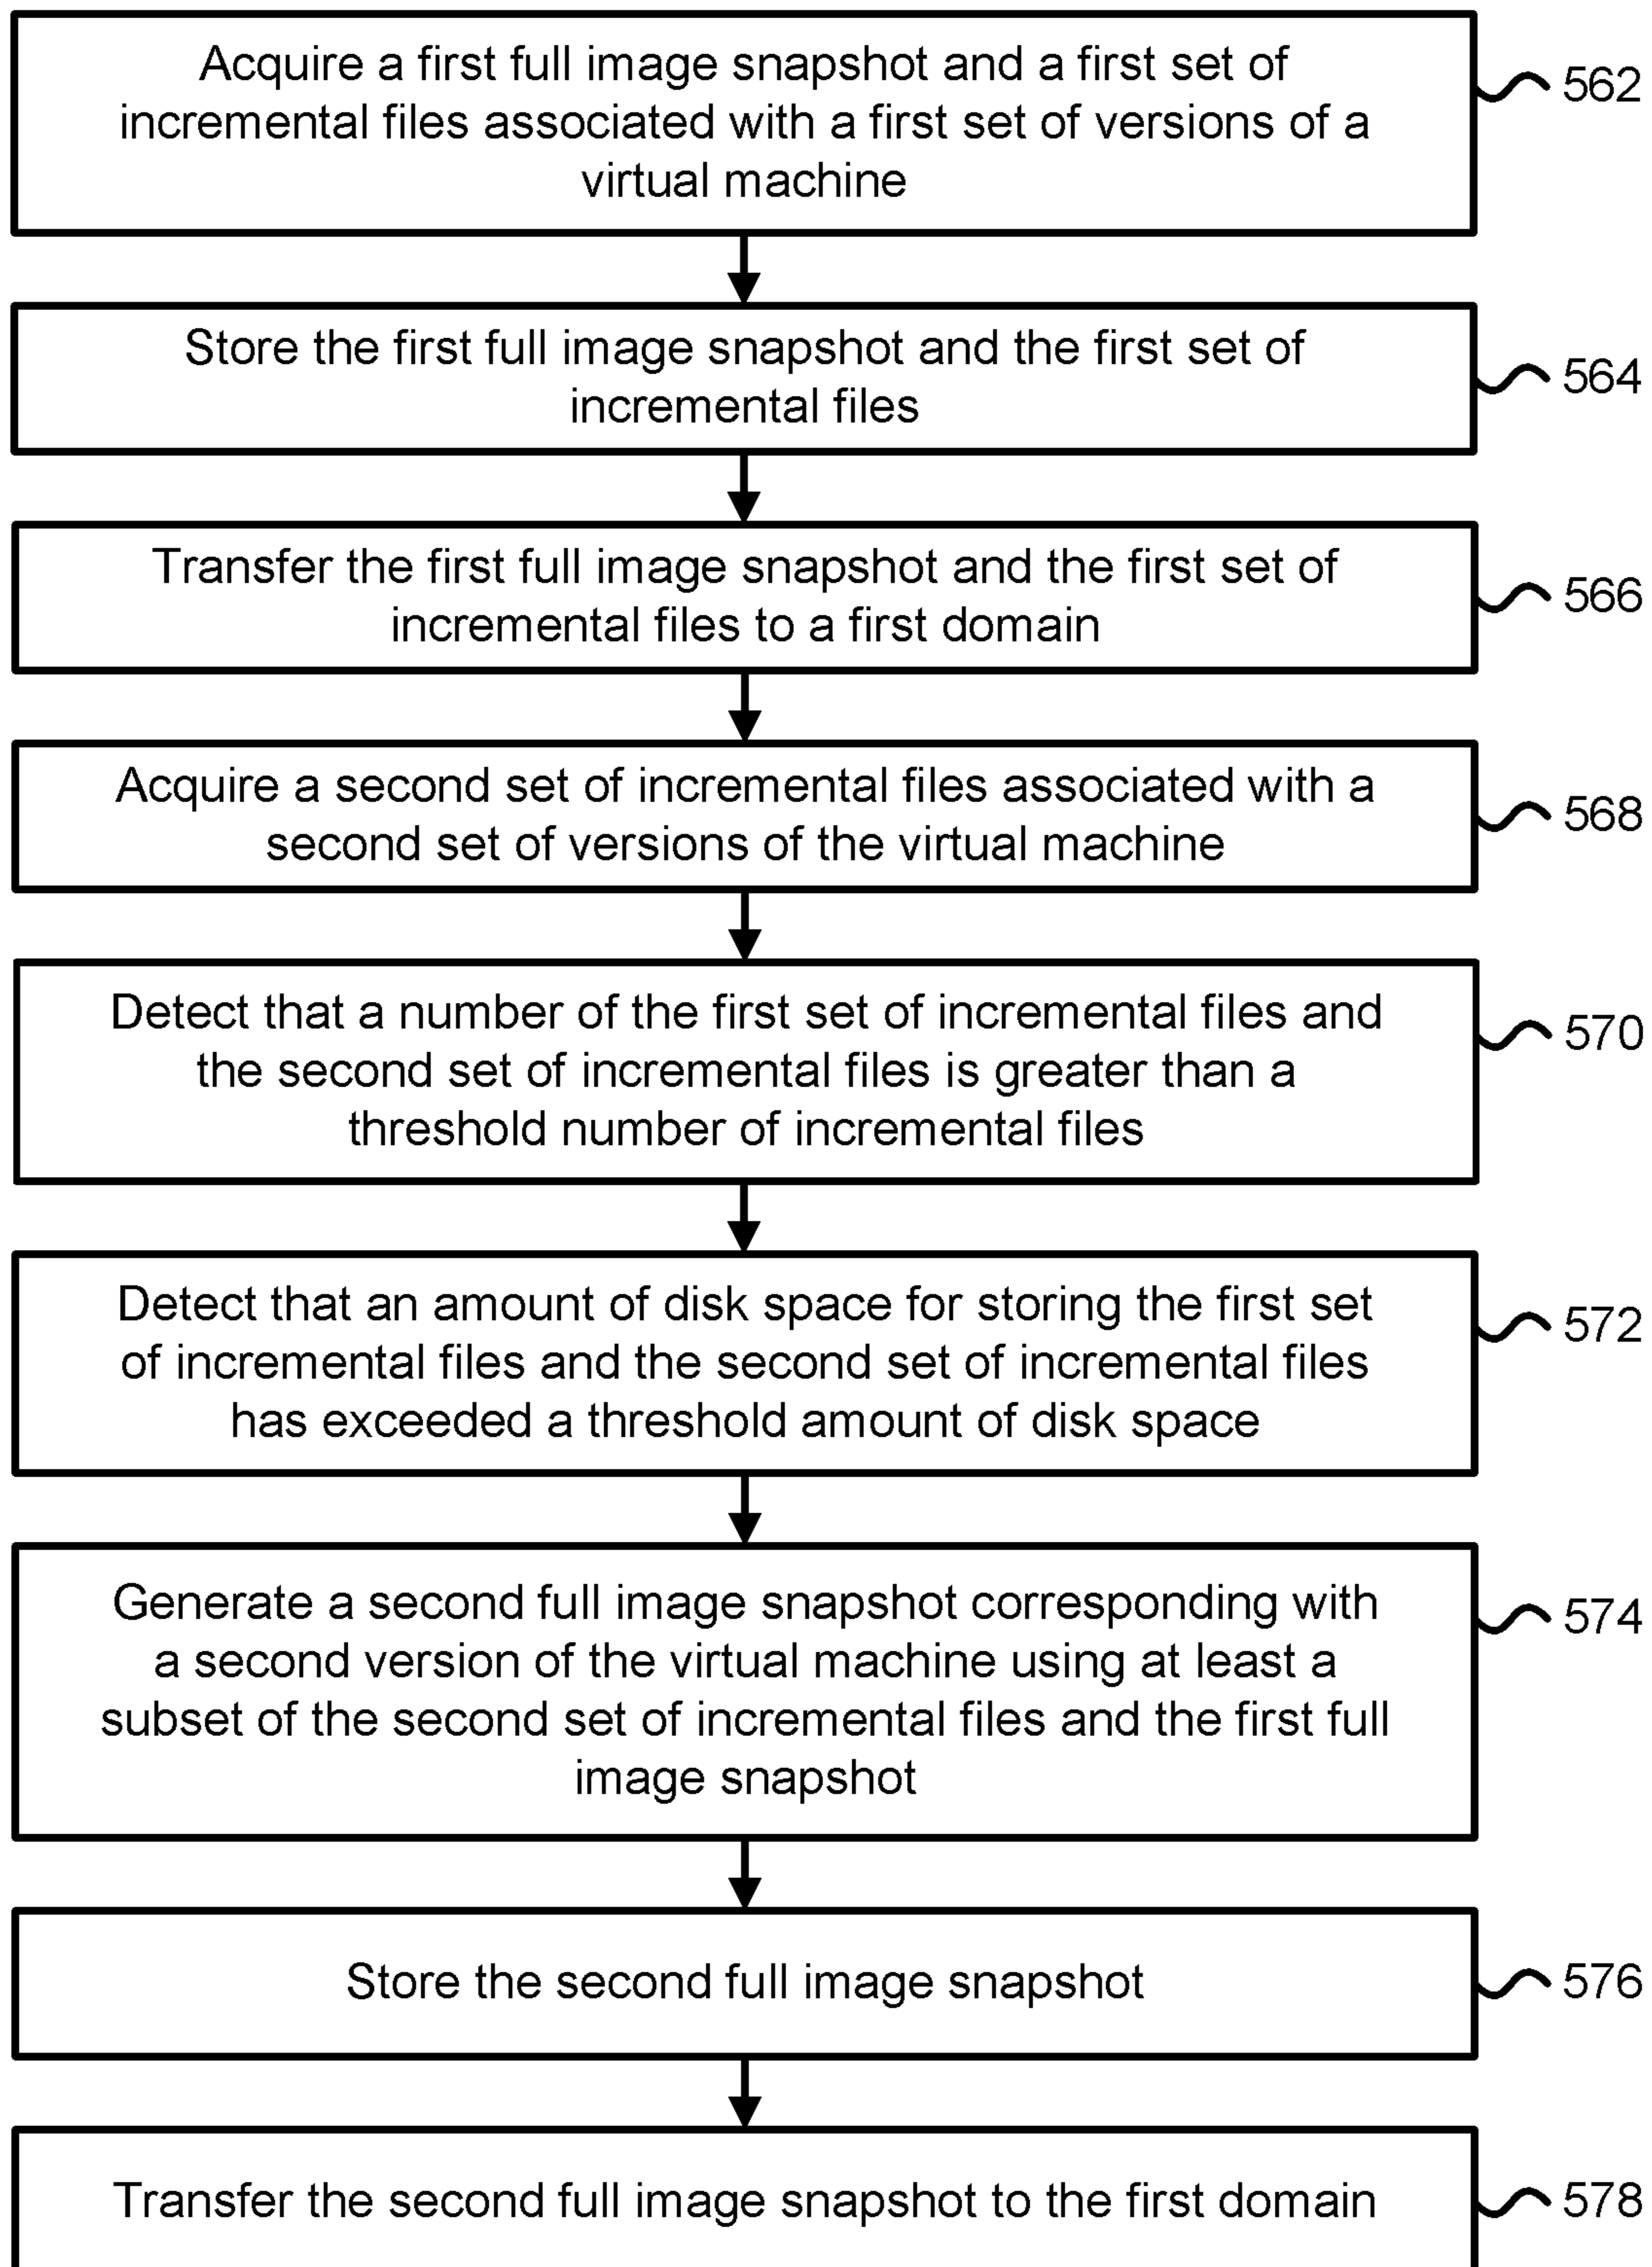 Acquire a first full image snapshot and a first set of
incremental files associated with a first set of versions of a
virtual machine
562
Store the first full image snapshot and the first set of
incremental files
564
Transfer the first full image snapshot and the first set of
incremental files to a first domain
566
Acquire a second set of incremental files associated with a
second set of versions of the virtual machine
568
Detect that a number of the first set of incremental files and
the second set of incremental files is greater than a
threshold number of incremental files
570
Detect that an amount of disk space for storing the first set
of incremental files and the second set of incremental files
has exceeded a threshold amount of disk space
572
Generate a second full image snapshot corresponding with
a second version of the virtual machine using at least a
subset of the second set of incremental files and the first full
image snapshot
574
Store the second full image snapshot
576
Transfer the second full image snapshot to the first domain
578